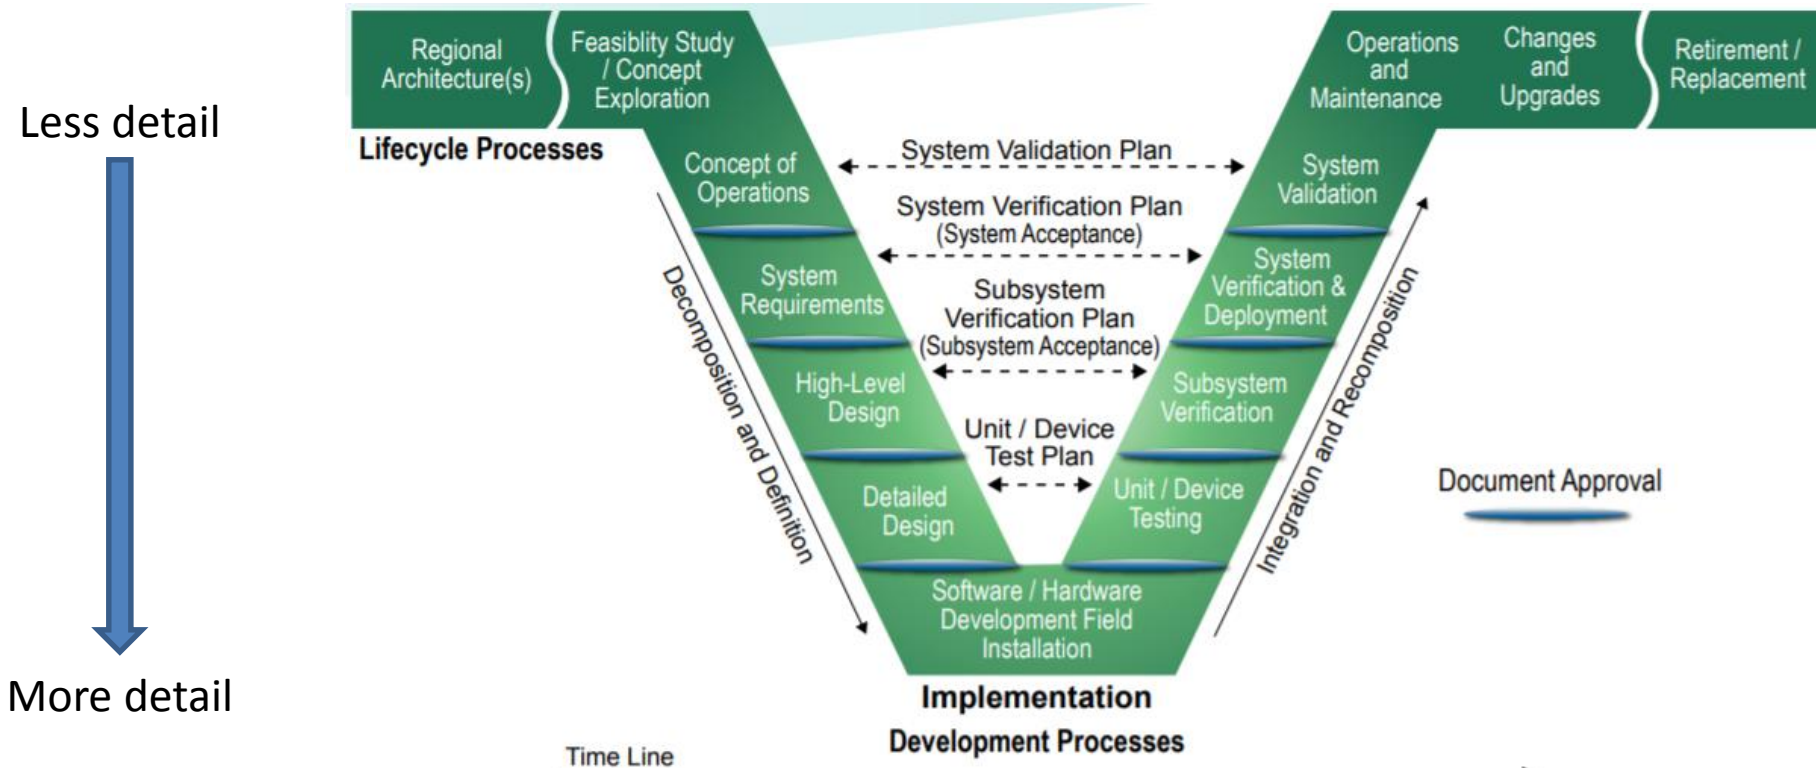 Regional
Architecture(s)
Feasiblity Study
/ Concept
Exploration
Operations
and
Maintenance
Changes
and
Upgrades
Retirement /
Replacement
Less detail
More detail
Lifecycle Processes
Concept of
Operations
System Validation Plan
System
Validation
System Verification Plan
(System Acceptance)
System
Requirements
System
Verification &
Deployment
Subsystem
Verification Plan
(Subsystem Acceptance)
High-Level
Design
Subsystem
Verification
Unit / Device
Test Plan
Detailed
Design
Unit / Device
Testing
Decomposition and Definition
Integration and Recomposition
Document Approval
Software / Hardware
Development Field
Installation
Implementation
Development Processes
Time Line